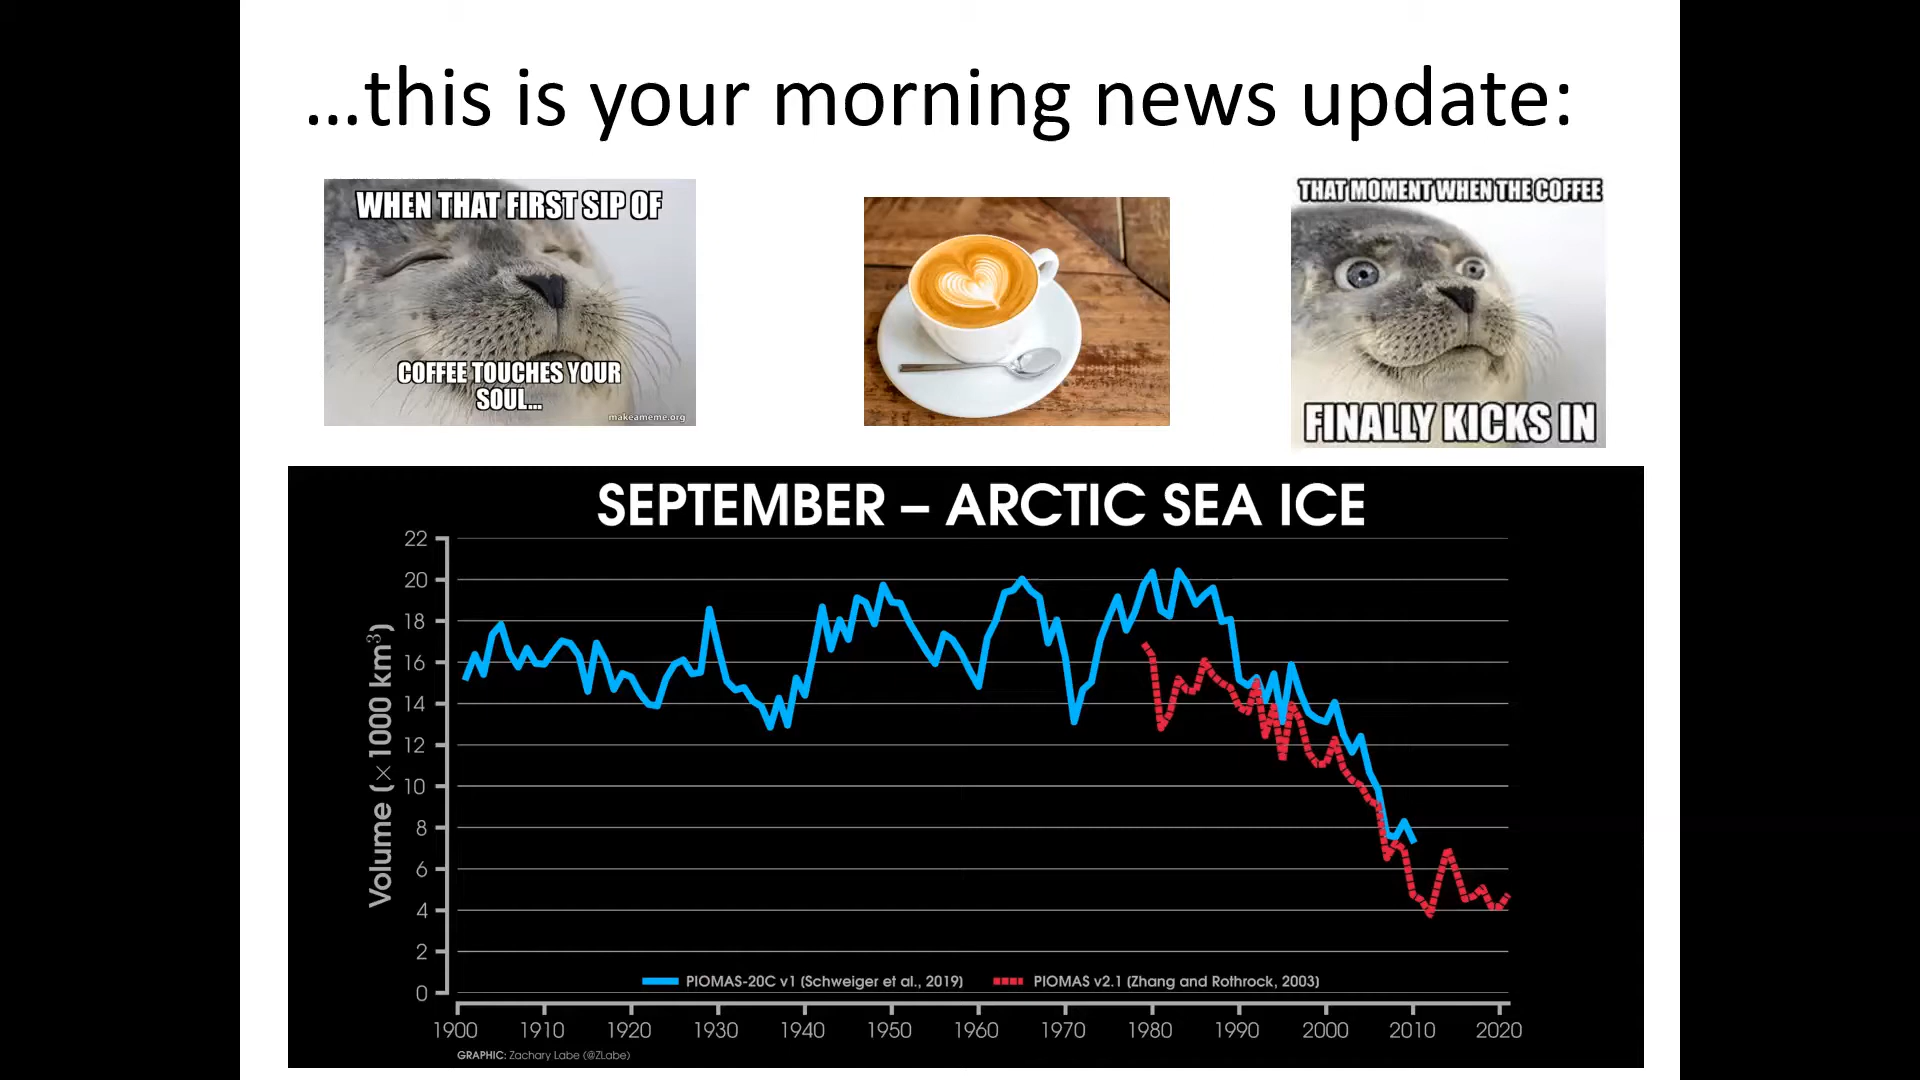 ...this is your morning news update:
WHEN THAT FIRST SIP OF
COFFEE TOUCHES YOUR
SOUL...
makeameme.org
THAT MOMENT WHEN THE COFFEE
FINALLY KICKS IN
SEPTEMBER – ARCTIC SEA ICE
Volume (×1000 km³)
22
20
18
16
14
12
10
8
6
4
2
0
PIOMAS-20C v1 (Schweiger et al., 2019) PIOMAS v2.1 (Zhang and Rothrock, 2003)
1900 1910 1920 1930 1940 1950 1960 1970 1980 1990 2000 2010 2020
GRAPHIC: Zachary Labe (@ZLabe)